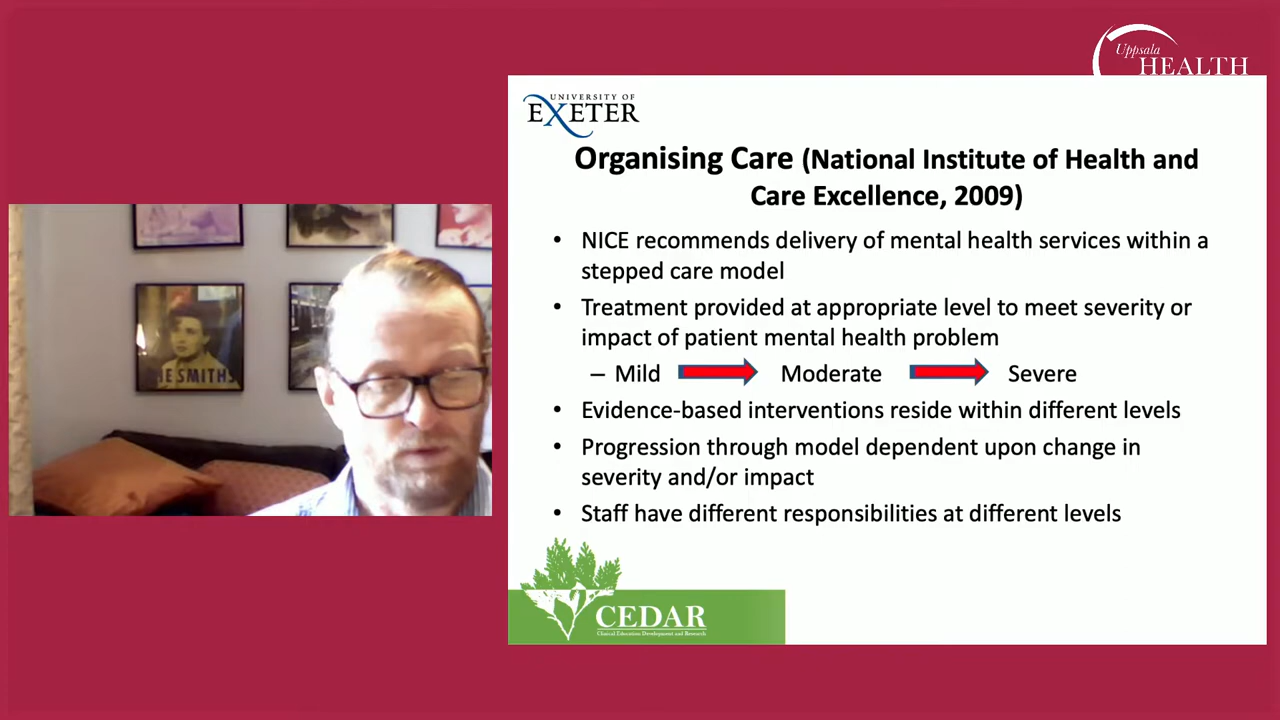 Uppsala
HEALTH
UNIVERSITY OF
EXETER
Organising Care (National Institute of Health and
Care Excellence, 2009)
• NICE recommends delivery of mental health services within a
stepped care model
• Treatment provided at appropriate level to meet severity or
impact of patient mental health problem
– Mild Moderate Severe
• Evidence-based interventions reside within different levels
• Progression through model dependent upon change in
severity and/or impact
• Staff have different responsibilities at different levels
THE SMITHS
CEDAR
Clinical Education Development and Research